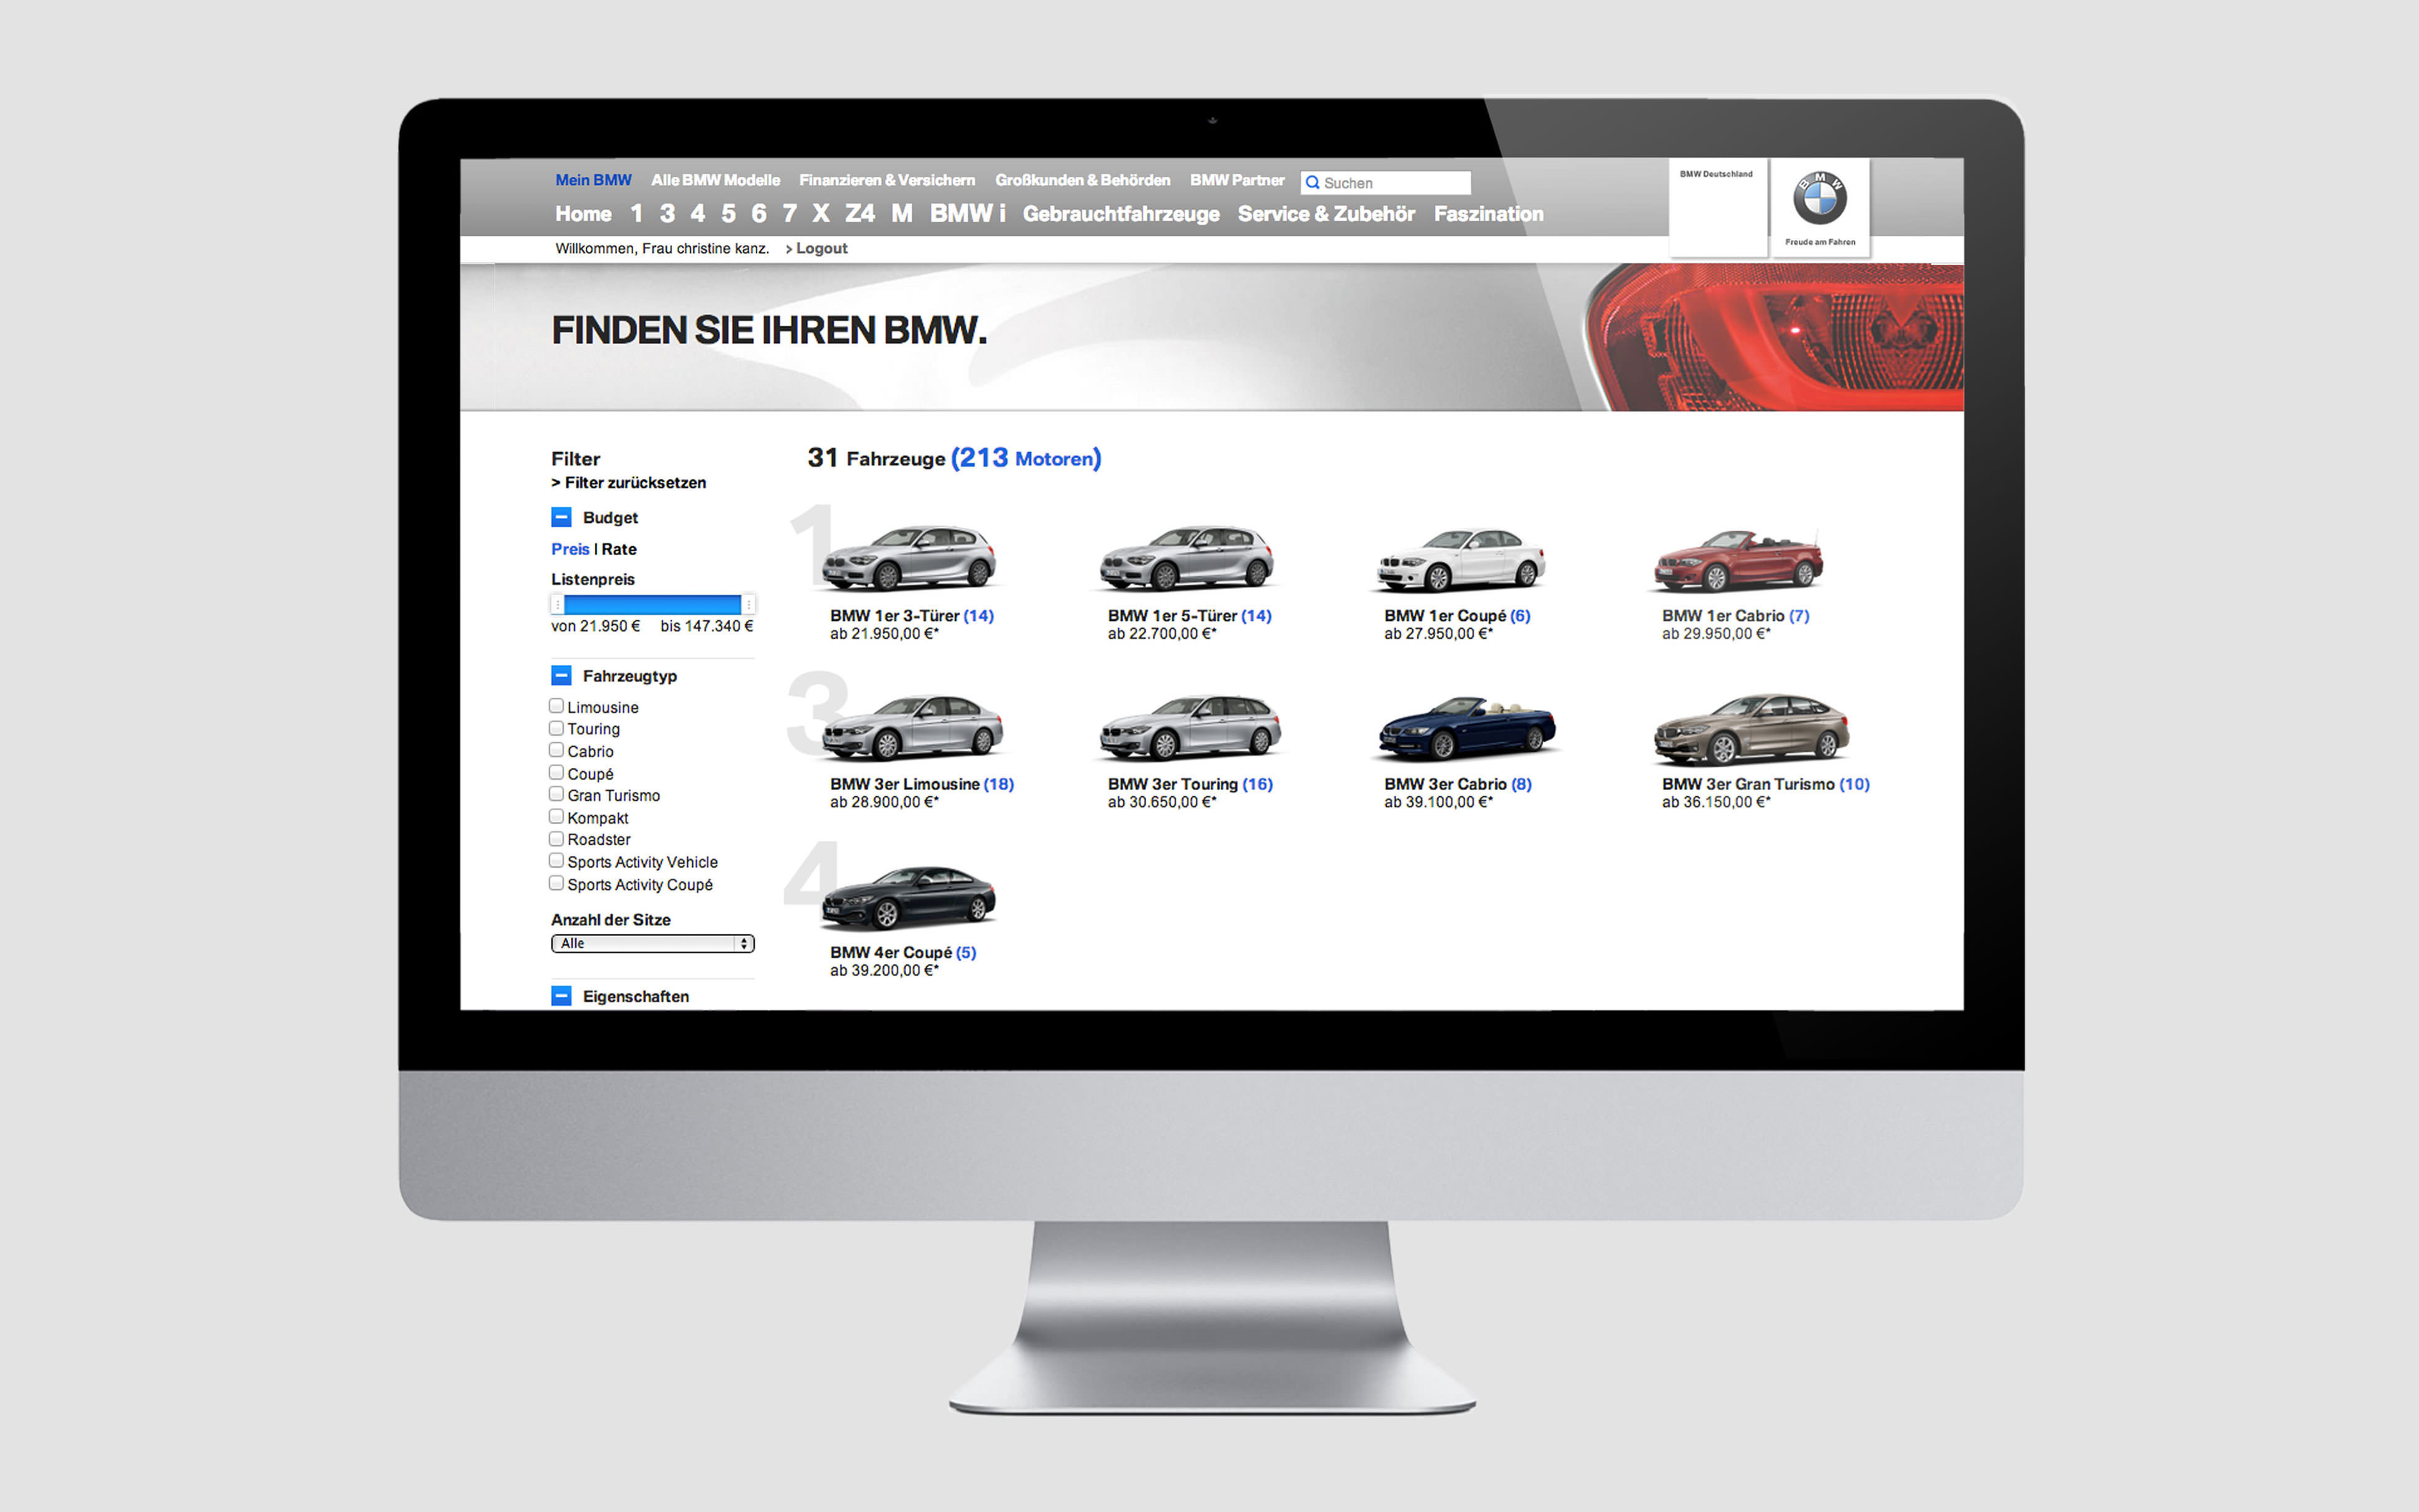 Mein BMW Alle BMW Modelle Finanzieren & Versichern Großkunden & Behörden BMW Partner Suchen
Home 1 3 4 5 6 7 X Z4 M BMW i Gebrauchtfahrzeuge Service & Zubehör Faszination
BMW Deutschland
BMW
Freude am Fahren
Willkommen, Frau christine kanz. > Logout
FINDEN SIE IHREN BMW.
Filter
> Filter zurücksetzen
Budget
Preis | Rate
Listenpreis
von 21.950 € bis 147.340 €
Fahrzeugtyp
Limousine
Touring
Cabrio
Coupé
Gran Turismo
Kompakt
Roadster
Sports Activity Vehicle
Sports Activity Coupé
Anzahl der Sitze
Alle
Eigenschaften
31 Fahrzeuge (213 Motoren)
1
BMW 1er 3-Türer (14)
ab 21.950,00 €*
BMW 1er 5-Türer (14)
ab 22.700,00 €*
BMW 1er Coupé (6)
ab 27.950,00 €*
BMW 1er Cabrio (7)
ab 29.950,00 €*
3
BMW 3er Limousine (18)
ab 28.900,00 €*
BMW 3er Touring (16)
ab 30.650,00 €*
BMW 3er Cabrio (8)
ab 39.100,00 €*
BMW 3er Gran Turismo (10)
ab 36.150,00 €*
4
BMW 4er Coupé (5)
ab 39.200,00 €*